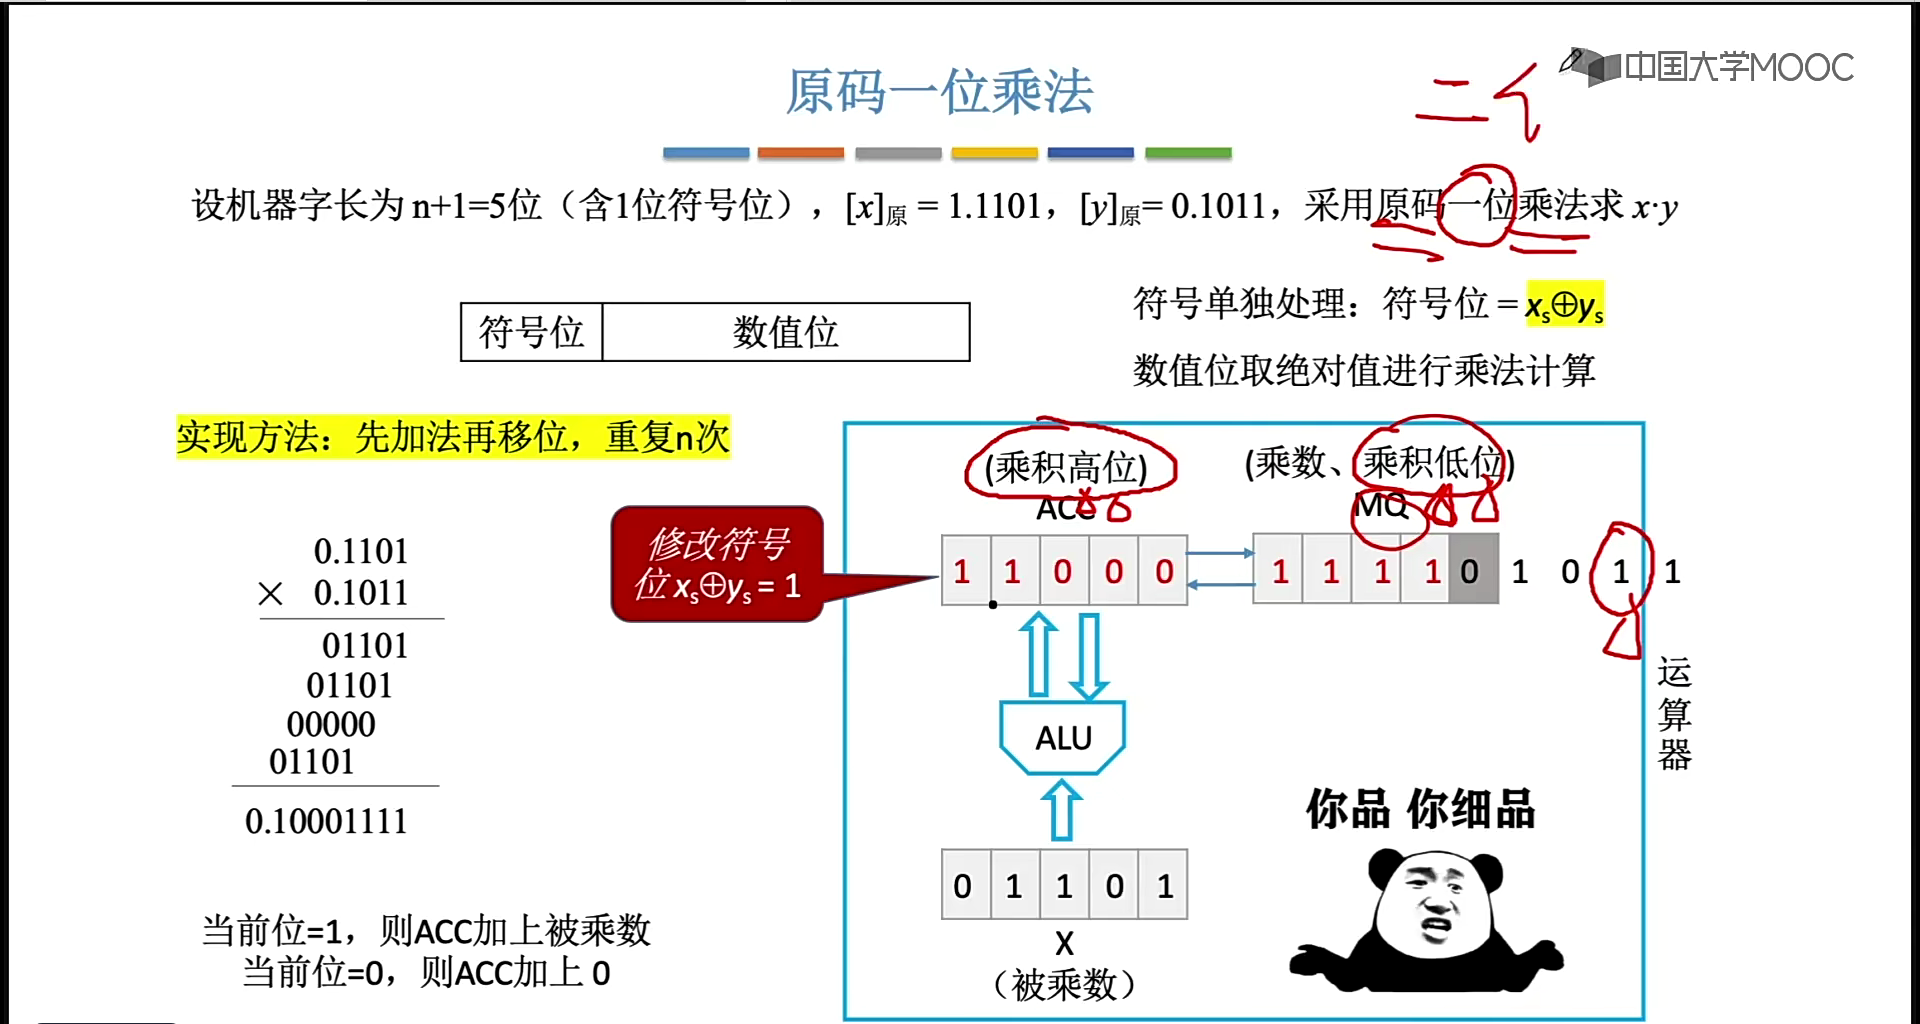 中国大学MOOC
二个
原码一位乘法
设机器字长为 n+1=5位（含1位符号位），[x]原 = 1.1101，[y]原= 0.1011，采用原码一位乘法求 x·y
符号位 数值位
符号单独处理：符号位 = xs⊕ys
数值位取绝对值进行乘法计算
实现方法：先加法再移位，重复n次
(乘积高位)
ACC
(乘数、乘积低位)
MQ
修改符号
位 xs⊕ys = 1
1 1 0 0 0
1 1 1 1 0 1 0 1 1
0.1101
× 0.1011
01101
01101
00000
01101
0.10001111
ALU
运算器
你品 你细品
0 1 1 0 1
X
（被乘数）
当前位=1，则ACC加上被乘数
当前位=0，则ACC加上 0